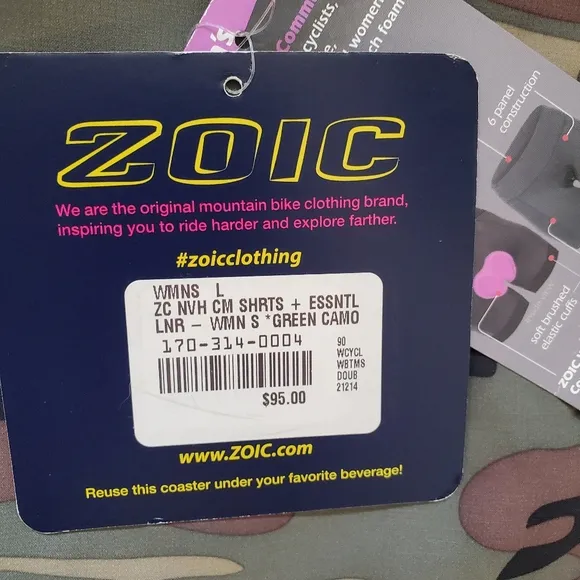 ZOIC
We are the original mountain bike clothing brand,
inspiring you to ride harder and explore farther.
#zoicclothing
WMNS L
ZC NVH CM SHRTS + ESSNTL
LNR - WMN S *GREEN CAMO
170-314-0004
90
WCYCL
WBTMS
DOUB
21214
$95.00
www.ZOIC.com
Reuse this coaster under your favorite beverage!
cyclists,
women
ch foam
6 panel
construction
soft brushed
elastic cuffs
ZOIC